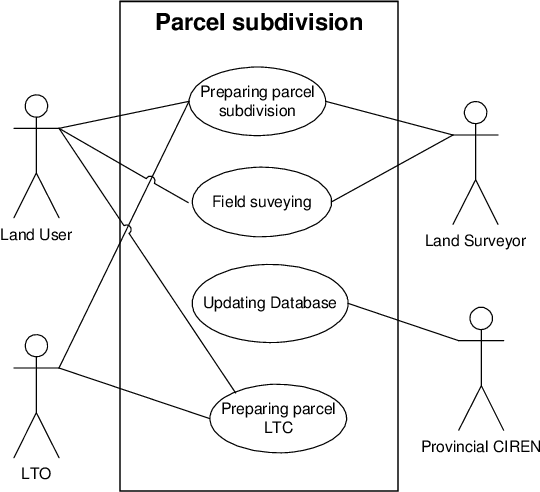 Parcel subdivision
Preparing parcel
subdivision
Land User
Field suveying
Land Surveyor
Updating Database
Preparing parcel
LTC
LTO
Provincial CIREN